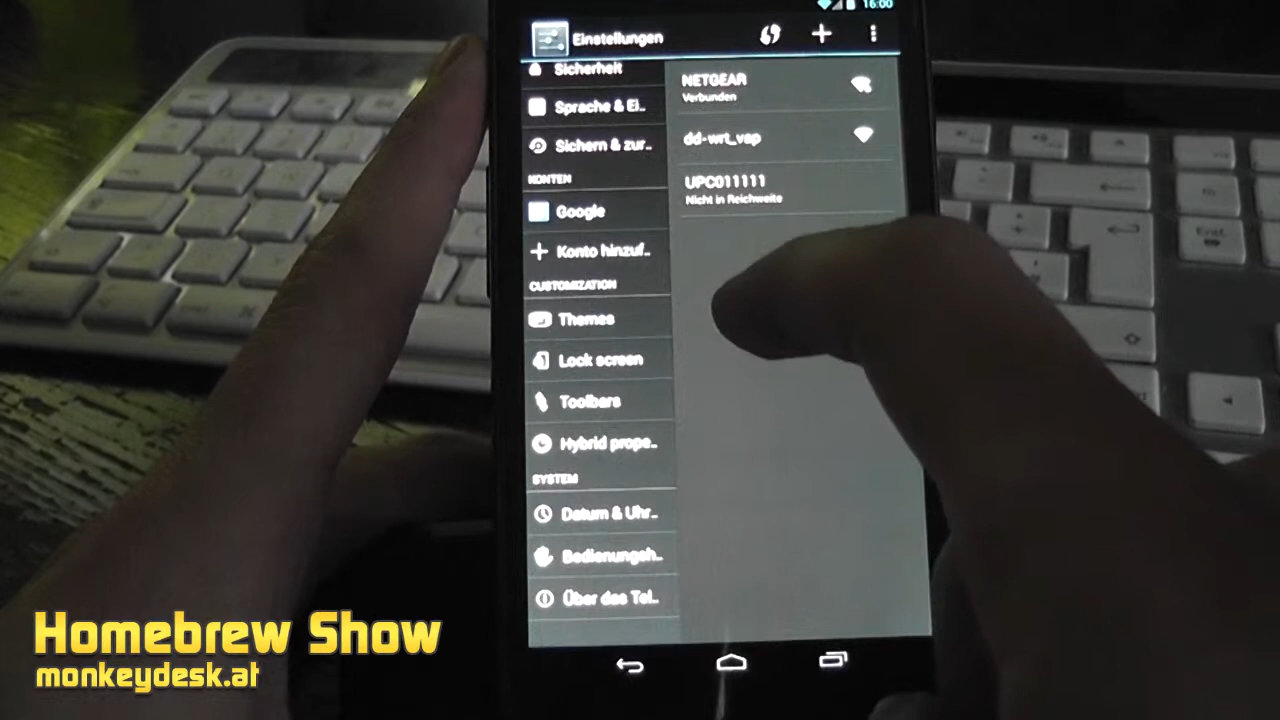 16:00
Einstellungen
Sicherheit
Sprache & Ei..
Sichern & zur..
KONTEN
Google
Konto hinzuf..
CUSTOMIZATION
Themes
Lock screen
Toolbars
Hybrid prope..
SYSTEM
Datum & Uhr..
Bedienungsh..
Über das Tel..
NETGEAR
Verbunden
dd-wrt_vap
UPC011111
Nicht in Reichweite
Entf
Homebrew Show
monkeydesk.at